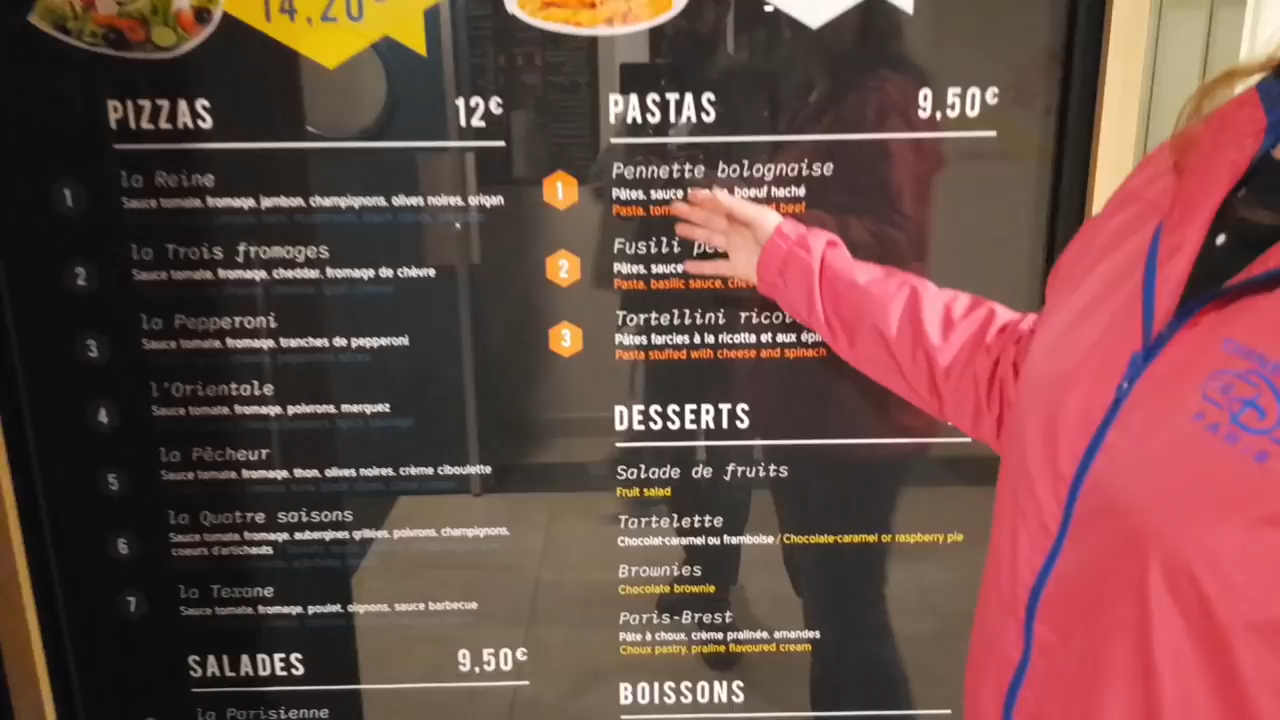 14,20€
PIZZAS 12€
1 la Reine
Sauce tomate, fromage, jambon, champignons, olives noires, origan
2 la Trois fromages
Sauce tomate, fromage, cheddar, fromage de chèvre
3 la Pepperoni
Sauce tomate, fromage, tranches de pepperoni
4 l'Orientale
Sauce tomate, fromage, poivrons, merguez
5 la Pêcheur
Sauce tomate, fromage, thon, olives noires, crème ciboulette
6 la Quatre saisons
Sauce tomate, fromage, aubergines grillées, poivrons, champignons,
coeurs d'artichauts
7 la Texane
Sauce tomate, fromage, poulet, oignons, sauce barbecue
SALADES 9,50€
la Parisienne
PASTAS 9,50€
1 Pennette bolognaise
Pâtes, sauce boeuf haché
Pasta, beef
2 Fusili
Pâtes, sauce
Pasta, basilic sauce,
3 Tortellini
Pâtes farcies à la ricotta et aux
Pasta stuffed with cheese and spinach
DESSERTS
Salade de fruits
Fruit salad
Tartelette
Chocolat-caramel ou framboise / Chocolate-caramel or raspberry pie
Brownies
Chocolate brownie
Paris-Brest
Pâte à choux, crème pralinée, amandes
Choux pastry, praline flavoured cream
BOISSONS